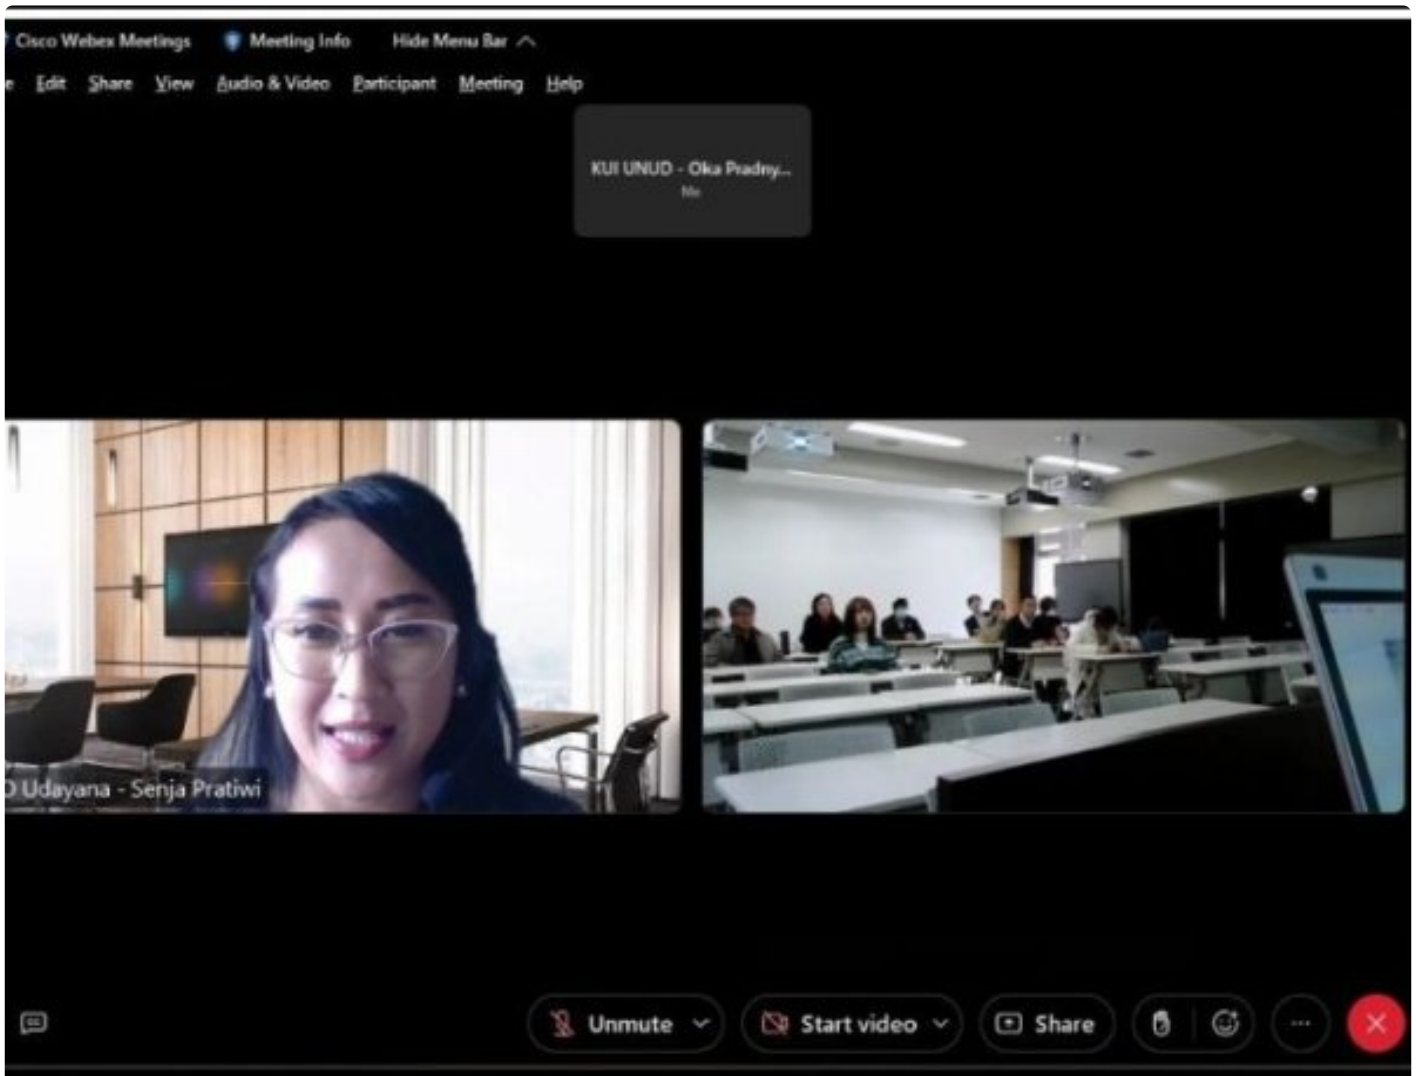 Cisco Webex Meetings Meeting Info Hide Menu Bar
e Edit Share View Audio & Video Participant Meeting Help
KUI UNUD - Oka Pradny...
Me
O Udayana - Senja Pratiwi
Unmute Start video Share